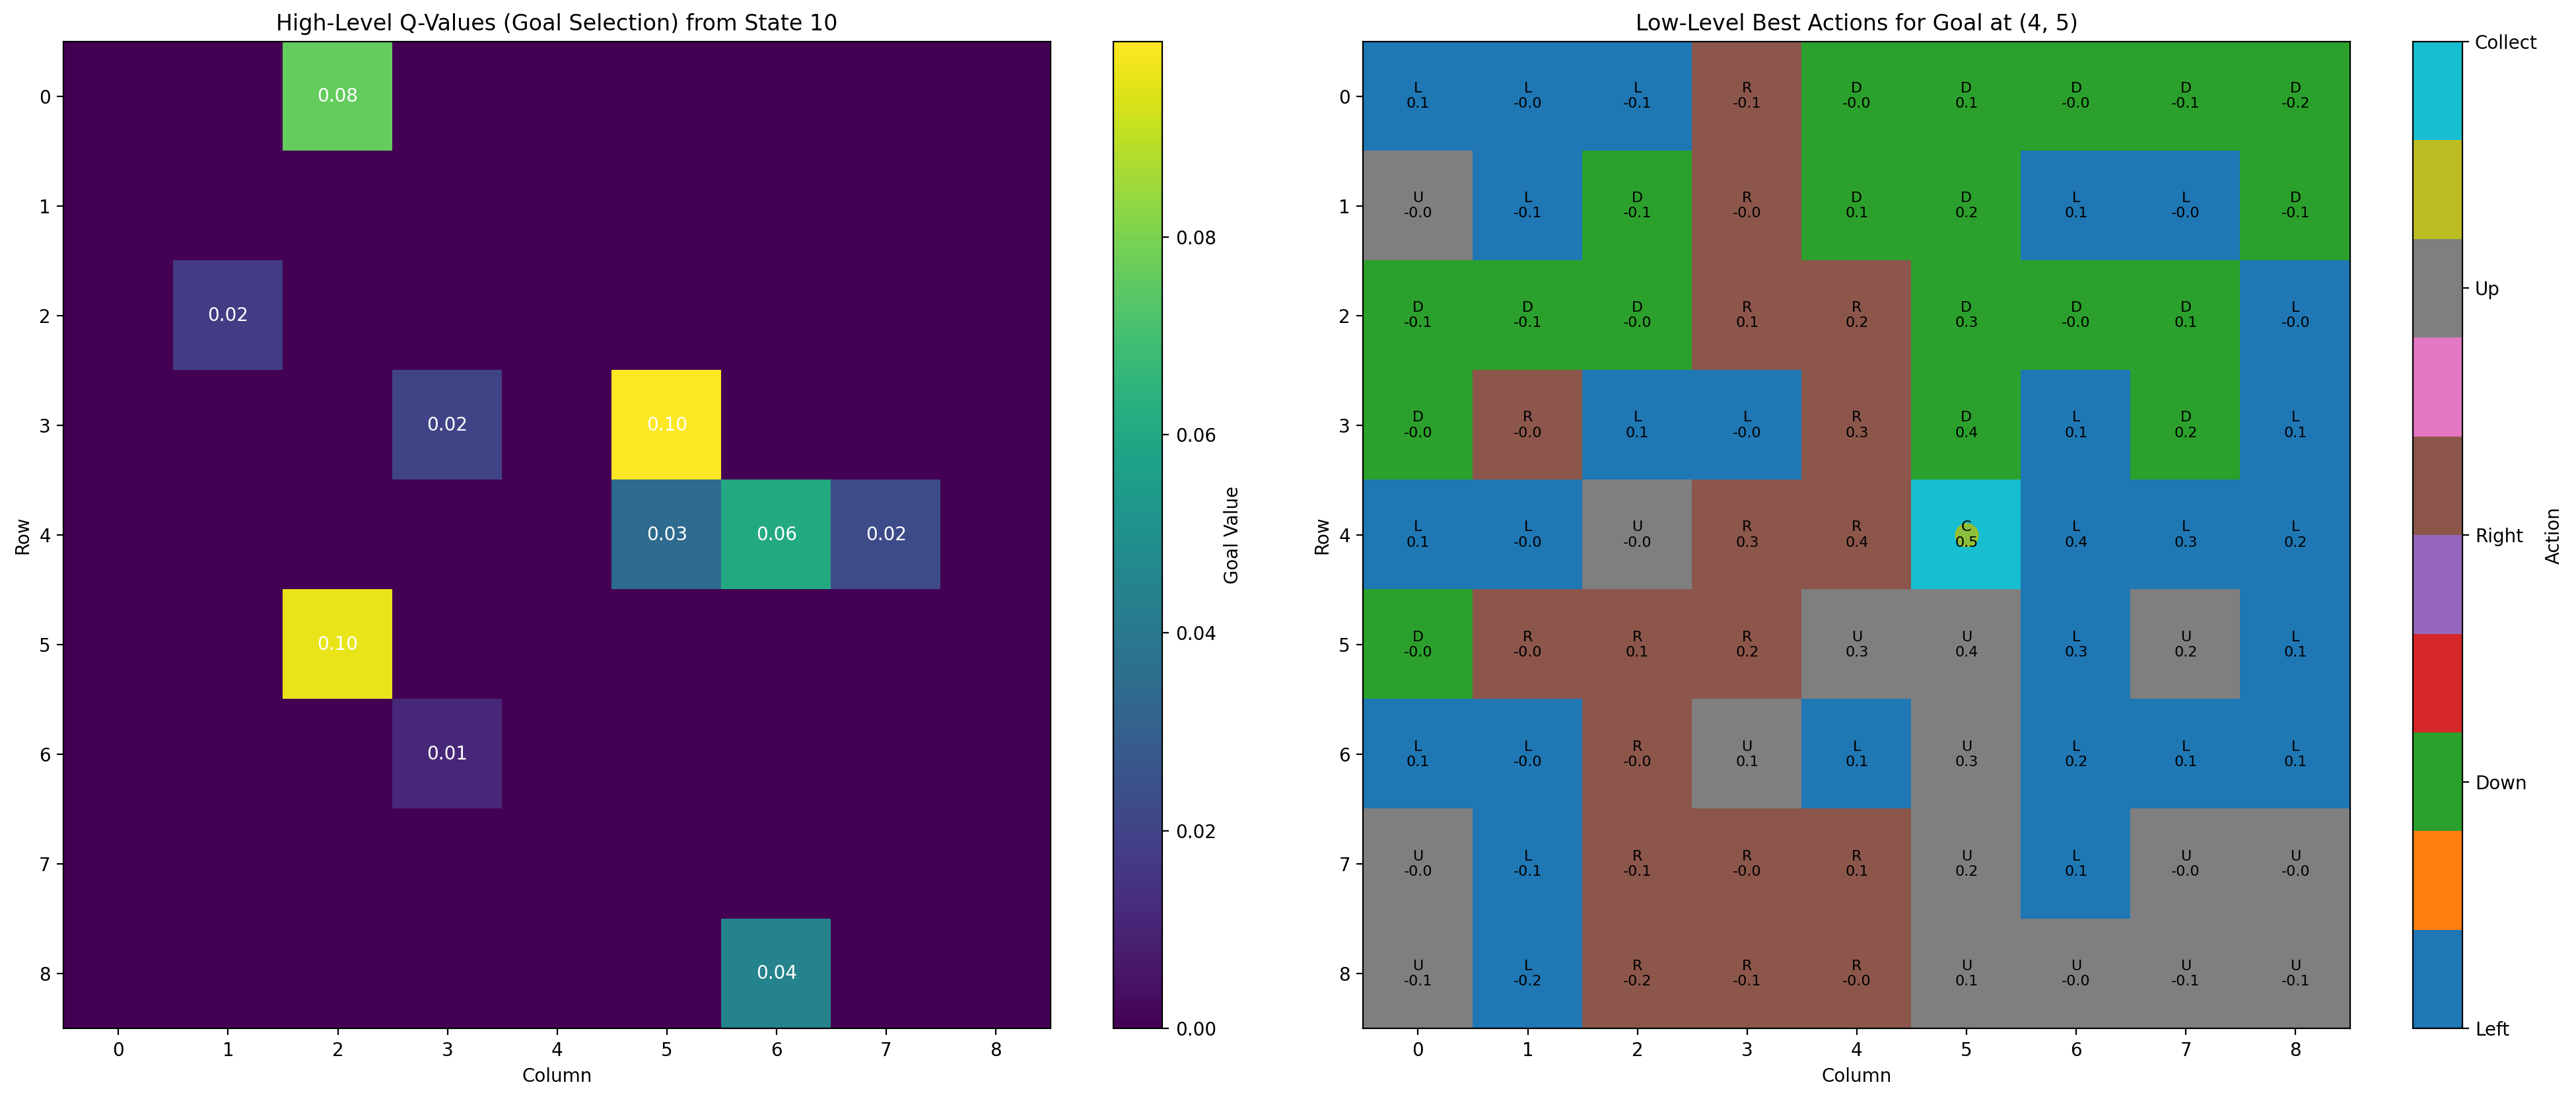 High-Level Q-Values (Goal Selection) from State 10
0.08
0.02
0.02
0.10
0.03
0.06
0.02
0.10
0.01
0.04
0
1
2
3
4
5
6
7
8
Row
0 1 2 3 4 5 6 7 8
Column
0.08
0.06
0.04
0.02
0.00
Goal Value
Low-Level Best Actions for Goal at (4, 5)
0
1
2
3
4
5
6
7
8
Row
L L L R D D D D D
0.1 -0.0 -0.1 -0.1 -0.0 0.1 -0.0 -0.1 -0.2
U L D R D D L L D
-0.0 -0.1 -0.1 -0.0 0.1 0.2 0.1 -0.0 -0.1
D D D R R D D D L
-0.1 -0.1 -0.0 0.1 0.2 0.3 -0.0 0.1 -0.0
D R L L R D L D L
-0.0 -0.0 0.1 -0.0 0.3 0.4 0.1 0.2 0.1
L L U R R C L L L
0.1 -0.0 -0.0 0.3 0.4 0.5 0.4 0.3 0.2
D R R R U U L U L
-0.0 -0.0 0.1 0.2 0.3 0.4 0.3 0.2 0.1
L L R U L U L L L
0.1 -0.0 -0.0 0.1 0.1 0.3 0.2 0.1 0.1
U L R R R U L U U
-0.0 -0.1 -0.1 -0.0 0.1 0.2 0.1 -0.0 -0.0
U L R R R U U U U
-0.1 -0.2 -0.2 -0.1 -0.0 0.1 -0.0 -0.1 -0.1
0 1 2 3 4 5 6 7 8
Column
Collect
Up
Right
Down
Left
Action